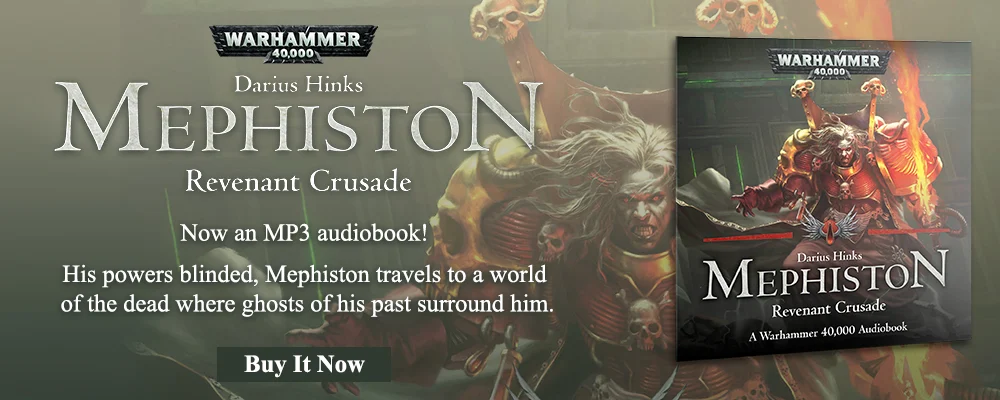 WARHAMMER
40,000
Darius Hinks
MEPHISTON
Revenant Crusade
Now an MP3 audiobook!
His powers blinded, Mephiston travels to a world
of the dead where ghosts of his past surround him.
Buy It Now
WARHAMMER
40,000
Darius Hinks
MEPHISTON
Revenant Crusade
A Warhammer 40,000 Audiobook